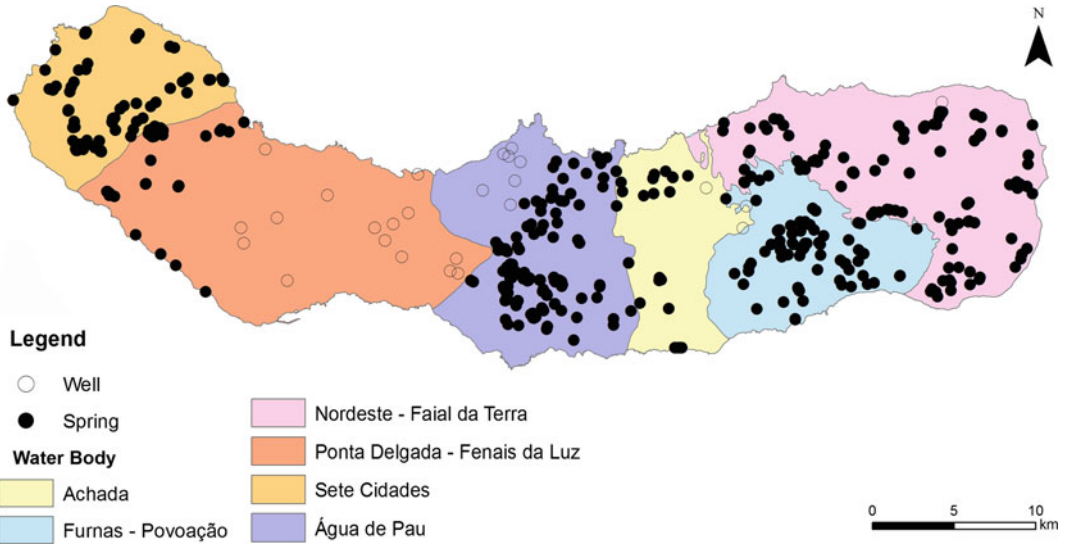 N
Legend
Well
Spring
Water Body
Achada
Furnas - Povoação
Nordeste - Faial da Terra
Ponta Delgada - Fenais da Luz
Sete Cidades
Água de Pau
0 5 10
km